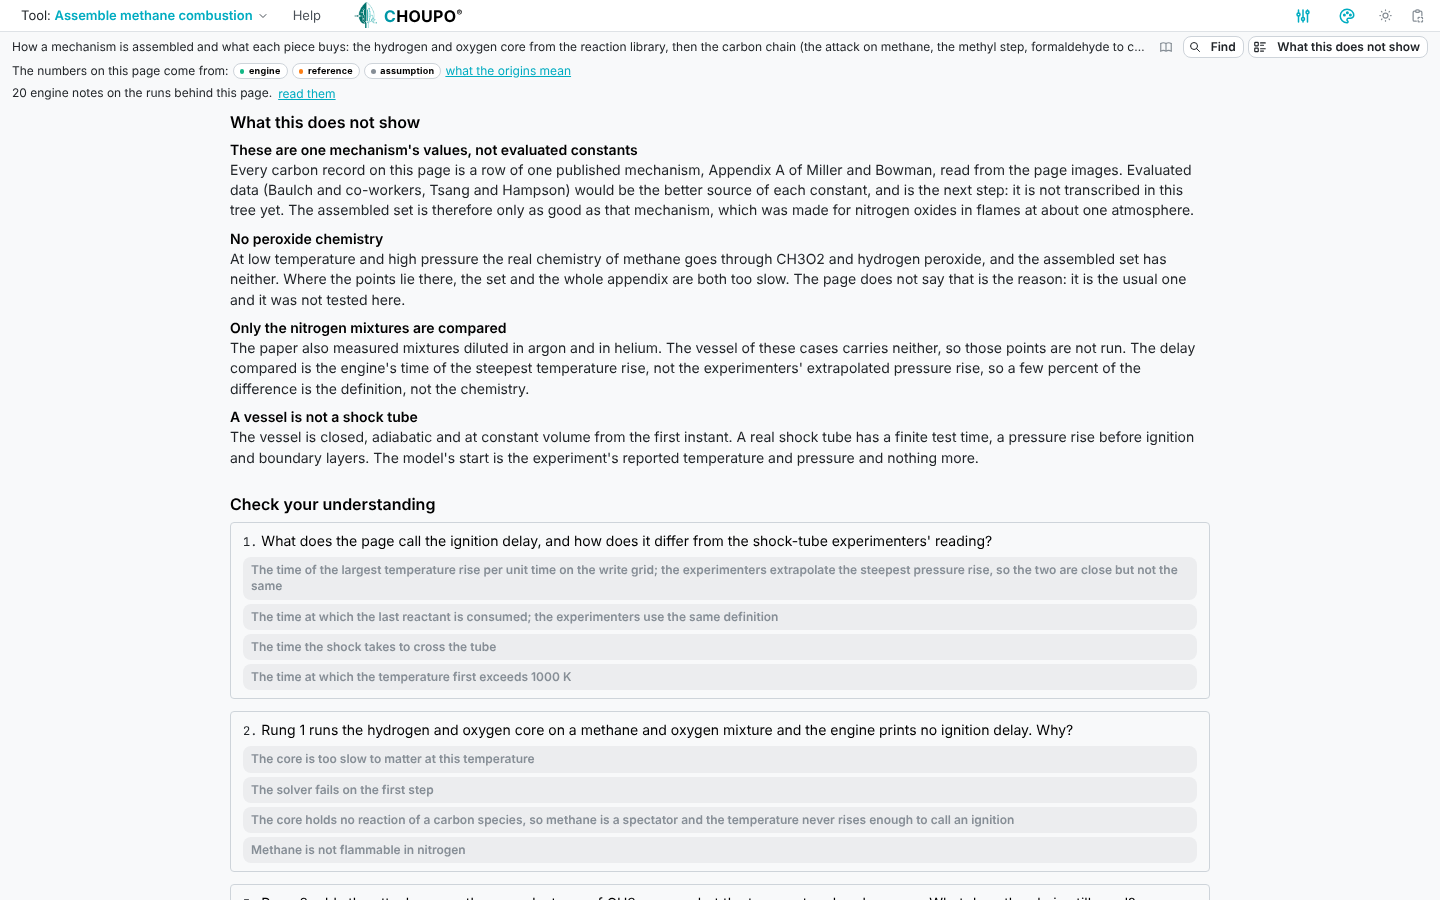 Tool: Assemble methane combustion Help CHOUPO®
How a mechanism is assembled and what each piece buys: the hydrogen and oxygen core from the reaction library, then the carbon chain (the attack on methane, the methyl step, formaldehyde to c... Find What this does not show
The numbers on this page come from: engine reference assumption what the origins mean
20 engine notes on the runs behind this page. read them
What this does not show
These are one mechanism's values, not evaluated constants
Every carbon record on this page is a row of one published mechanism, Appendix A of Miller and Bowman, read from the page images. Evaluated
data (Baulch and co-workers, Tsang and Hampson) would be the better source of each constant, and is the next step: it is not transcribed in this
tree yet. The assembled set is therefore only as good as that mechanism, which was made for nitrogen oxides in flames at about one atmosphere.
No peroxide chemistry
At low temperature and high pressure the real chemistry of methane goes through CH3O2 and hydrogen peroxide, and the assembled set has
neither. Where the points lie there, the set and the whole appendix are both too slow. The page does not say that is the reason: it is the usual one
and it was not tested here.
Only the nitrogen mixtures are compared
The paper also measured mixtures diluted in argon and in helium. The vessel of these cases carries neither, so those points are not run. The delay
compared is the engine's time of the steepest temperature rise, not the experimenters' extrapolated pressure rise, so a few percent of the
difference is the definition, not the chemistry.
A vessel is not a shock tube
The vessel is closed, adiabatic and at constant volume from the first instant. A real shock tube has a finite test time, a pressure rise before ignition
and boundary layers. The model's start is the experiment's reported temperature and pressure and nothing more.
Check your understanding
1. What does the page call the ignition delay, and how does it differ from the shock-tube experimenters' reading?
The time of the largest temperature rise per unit time on the write grid; the experimenters extrapolate the steepest pressure rise, so the two are close but not the
same
The time at which the last reactant is consumed; the experimenters use the same definition
The time the shock takes to cross the tube
The time at which the temperature first exceeds 1000 K
2. Rung 1 runs the hydrogen and oxygen core on a methane and oxygen mixture and the engine prints no ignition delay. Why?
The core is too slow to matter at this temperature
The solver fails on the first step
The core holds no reaction of a carbon species, so methane is a spectator and the temperature never rises enough to call an ignition
Methane is not flammable in nitrogen